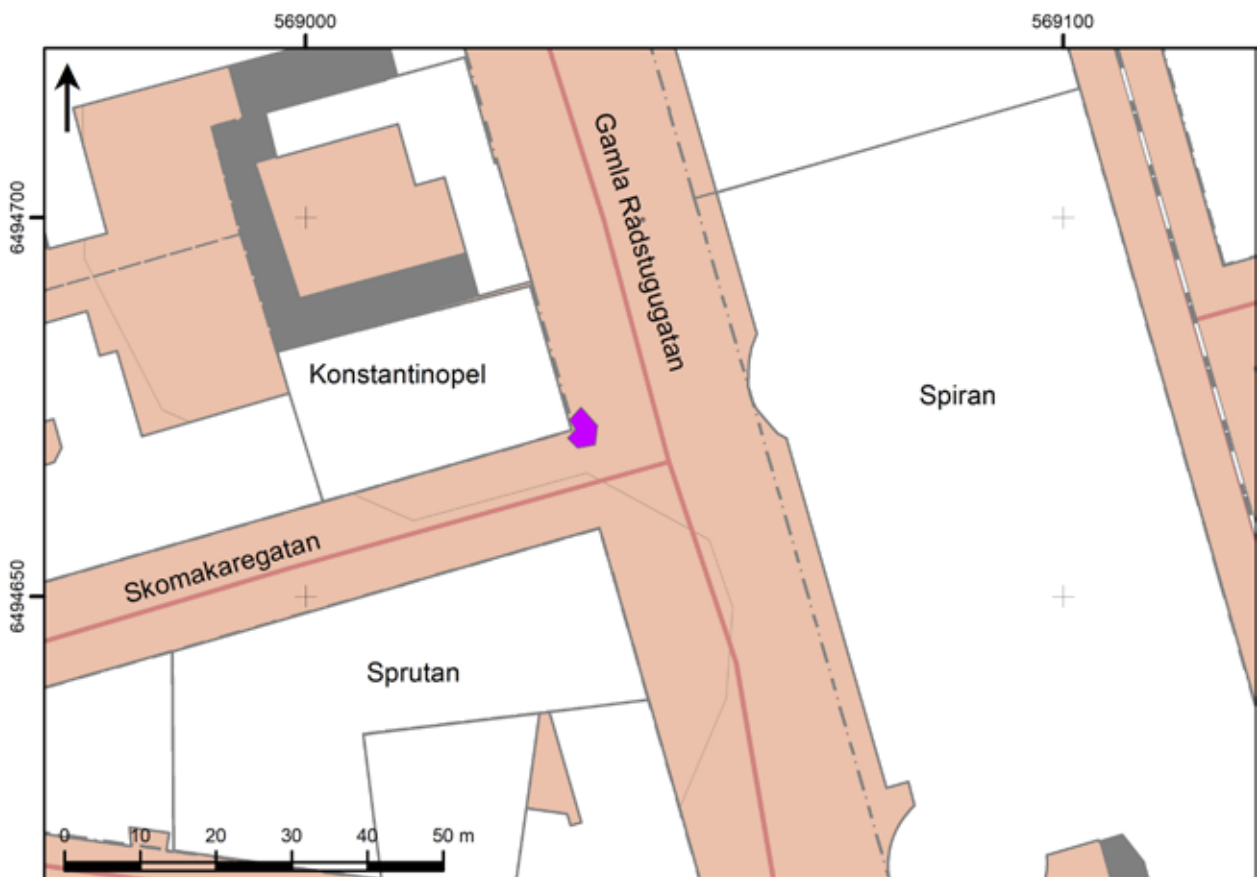 569000
569100
6494700
Gamla Rådstugugatan
Konstantinopel
Spiran
6494650
Skomakaregatan
Sprutan
0 10 20 30 40 50 m